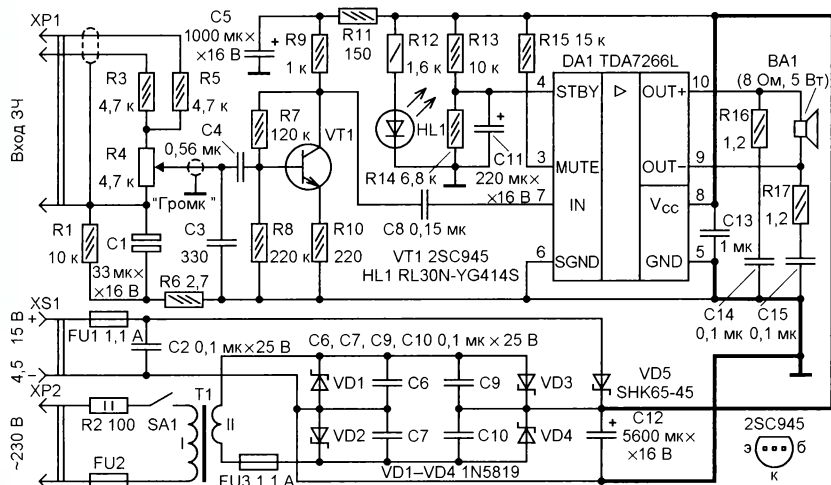 XP1
C5
1000 мк×
×16 В
R9
1 к
R11
150
R12
1,6 к
R13
10 к
R15 15 к
DA1 TDA7266L
BA1
(8 Ом, 5 Вт)
R3
4,7 к
R5
4,7 к
C4
0,56 мк
R7
120 к
VT1
HL1
R14 6,8 к
C11
220 мк×
×16 В
4
STBY
3
MUTE
7
IN
6
SGND
OUT+
10
OUT−
9
Vcc
8
GND
5
R16
1,2
R17
1,2
C13
1 мк
Вход ЗЧ
R4
4,7 к
"Громк"
R1
10 к
C1
33 мк×
×16 В
C3
330
R8
220 к
R10
220
C8 0,15 мк
VT1 2SC945
HL1 RL30N-YG414S
R6 2,7
C14
0,1 мк
C15
0,1 мк
XS1
+
4,5
−
15 В
FU1 1,1 А
C2 0,1 мк×25 В
C6, C7, C9, C10 0,1 мк×25 В
VD1
C6
C9
VD3
VD5
SHK65-45
XP2
~230 В
R2 100
SA1
T1
I
II
VD2
C7
C10
VD4
+
C12
5600 мк×
×16 В
2SC945
э
б
к
FU2
FU3 1,1 А
VD1–VD4 1N5819